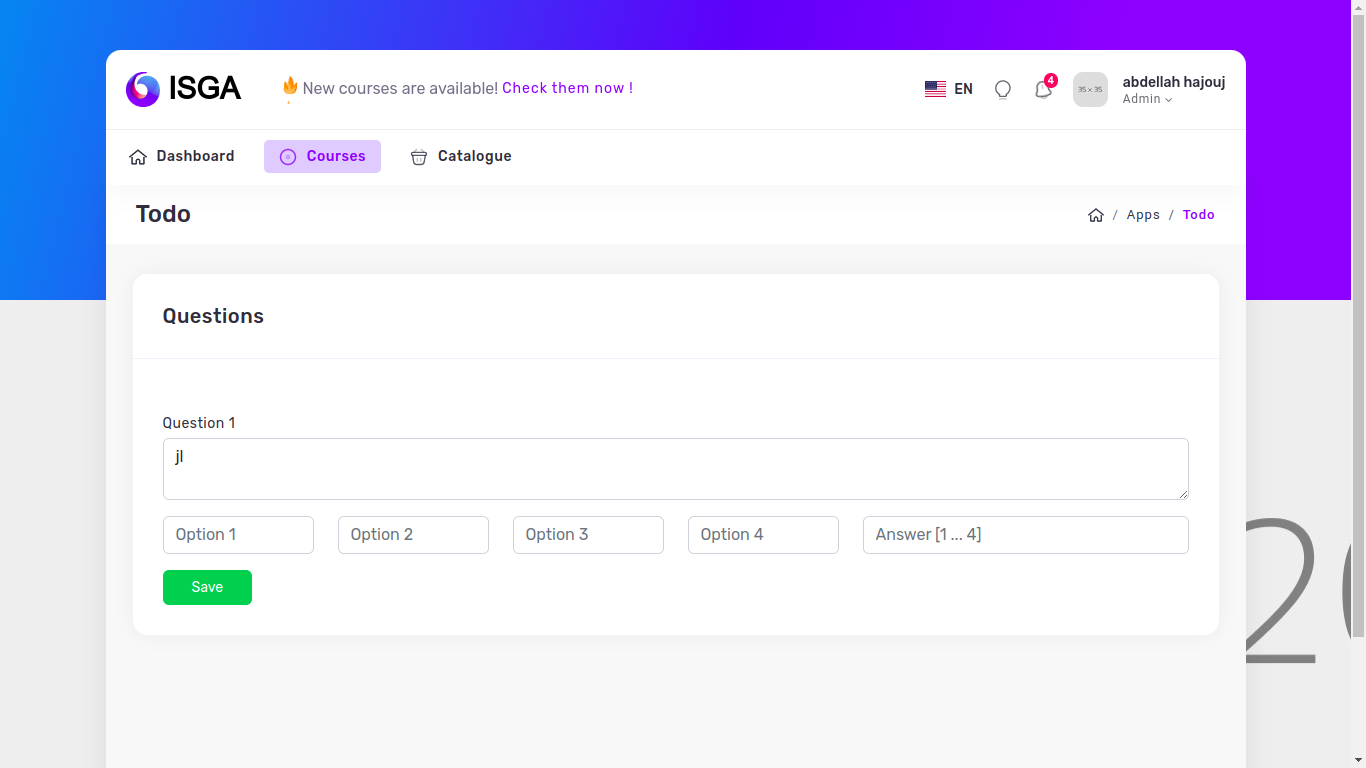 ISGA
New courses are available! Check them now !
EN
4
35 x 35
abdellah hajouj
Admin
Dashboard
Courses
Catalogue
Todo
/ Apps / Todo
Questions
Question 1
jl
Option 1
Option 2
Option 3
Option 4
Answer [1 ... 4]
Save
2